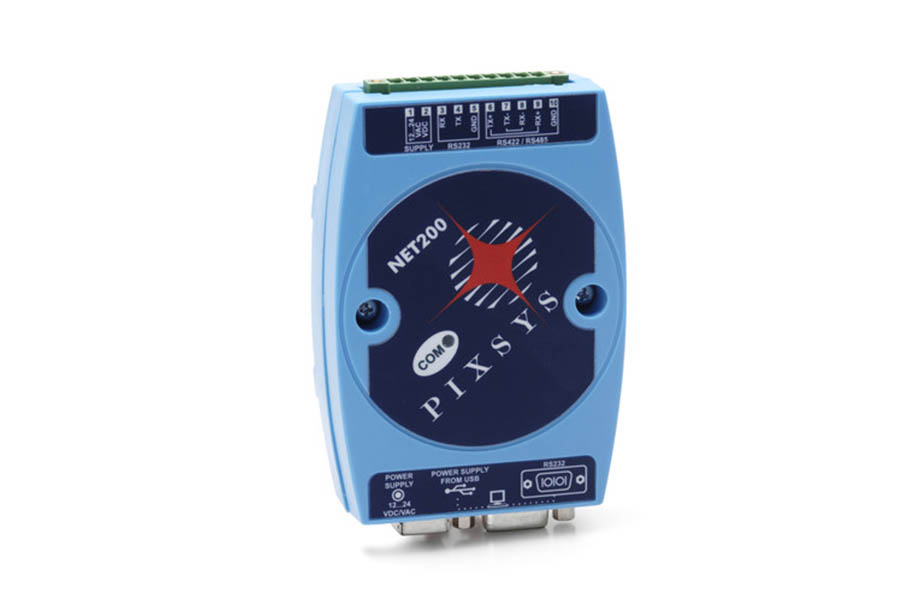 1 2 3 4 5 6 7 8 9 10
12...24 VAC VDC RX TX GND TX+ TX- RX- RX+ GND
SUPPLY RS232 RS422 / RS485
NET200
COM
PIXSYS
POWER SUPPLY
12...24
VDC/VAC
POWER SUPPLY
FROM USB
RS232
IOIOI